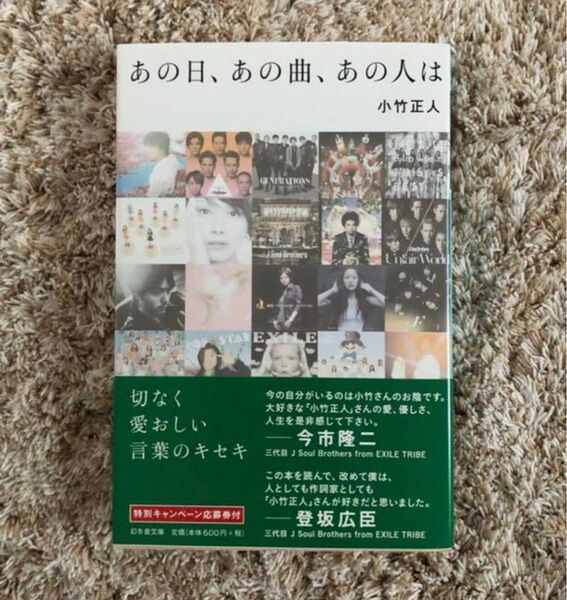 あの日、あの曲、あの人は
小竹正人
GENERATIONS
J Soul Brothers
Unfair World
STAR
EXILE
切なく
愛おしい
言葉のキセキ
特別キャンペーン応募券付
幻冬舎文庫 定価(本体600円+税)
今の自分がいるのは小竹さんのお陰です。
大好きな「小竹正人」さんの愛、優しさ、
人生を是非感じて下さい。
──今市隆二
三代目 J Soul Brothers from EXILE TRIBE
この本を読んで、改めて僕は、
人としても作詞家としても
「小竹正人」さんが好きだと思いました。
──登坂広臣
三代目 J Soul Brothers from EXILE TRIBE